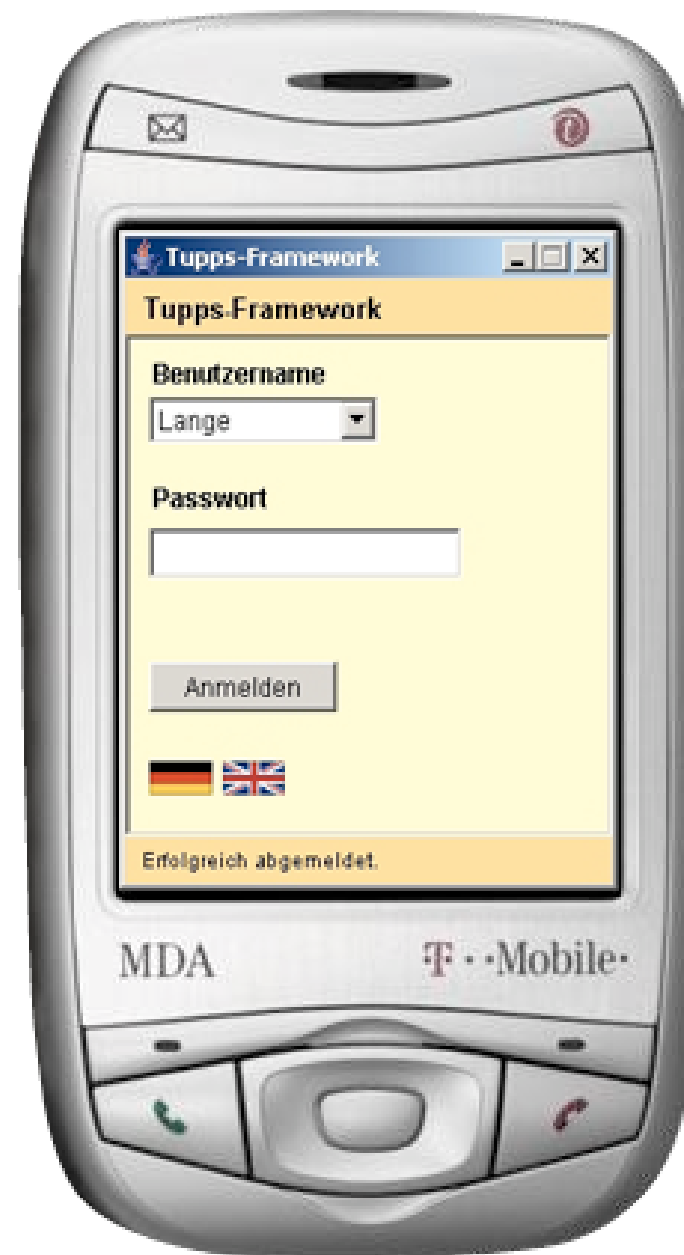 Tupps-Framework
Tupps-Framework
Benutzername
Lange
Passwort
Anmelden
Erfolgreich abgemeldet.
MDA T··Mobile·